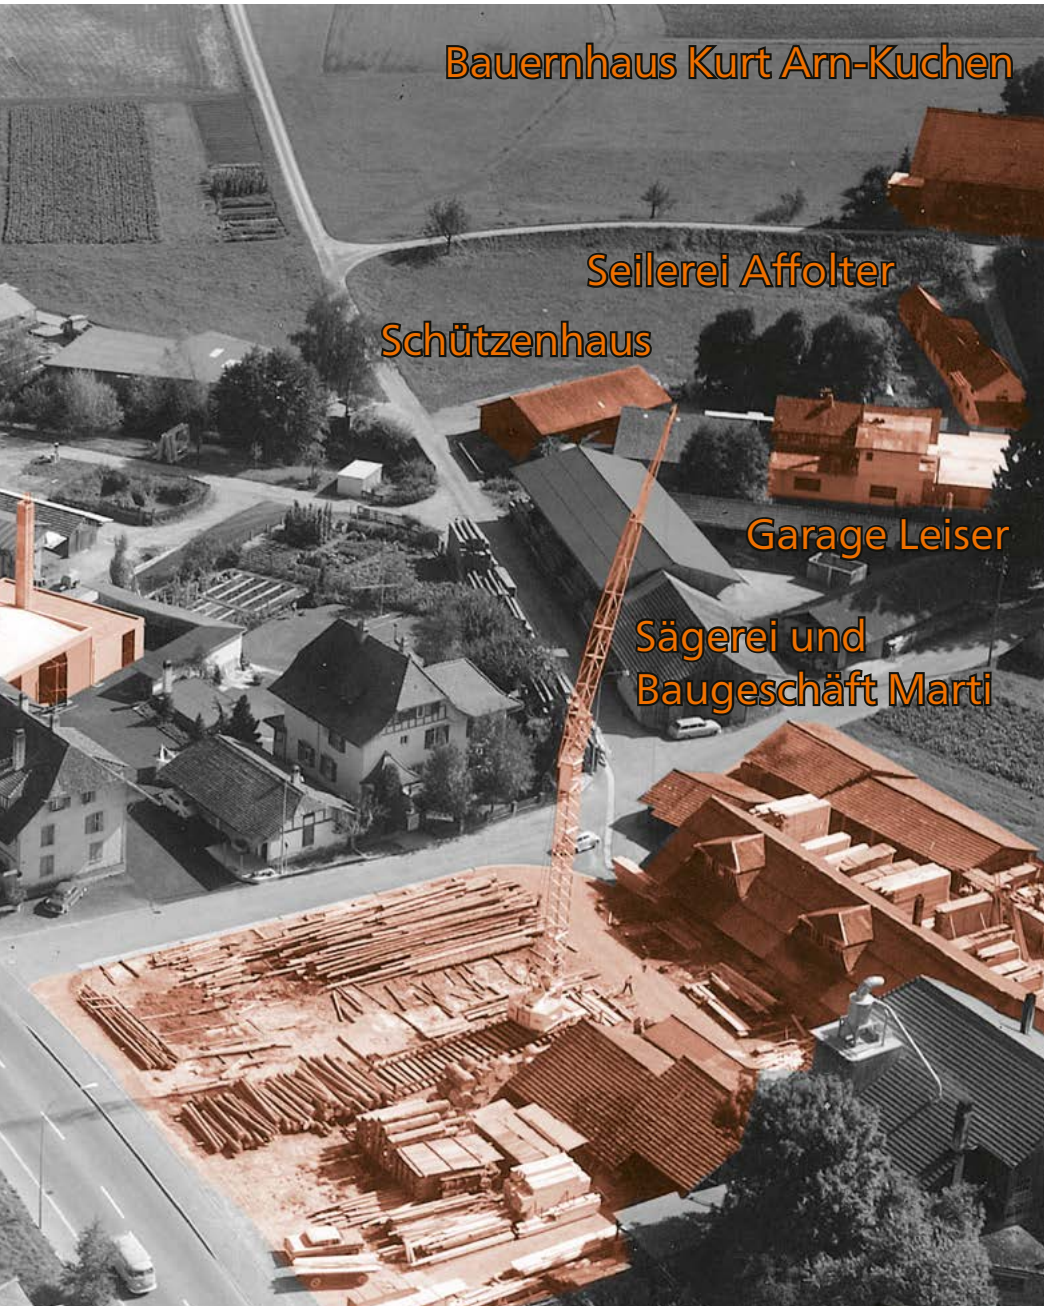 Bauernhaus Kurt Arn-Kuchen
Seilerei Affolter
Schützenhaus
Garage Leiser
Sägerei und
Baugeschäft Marti